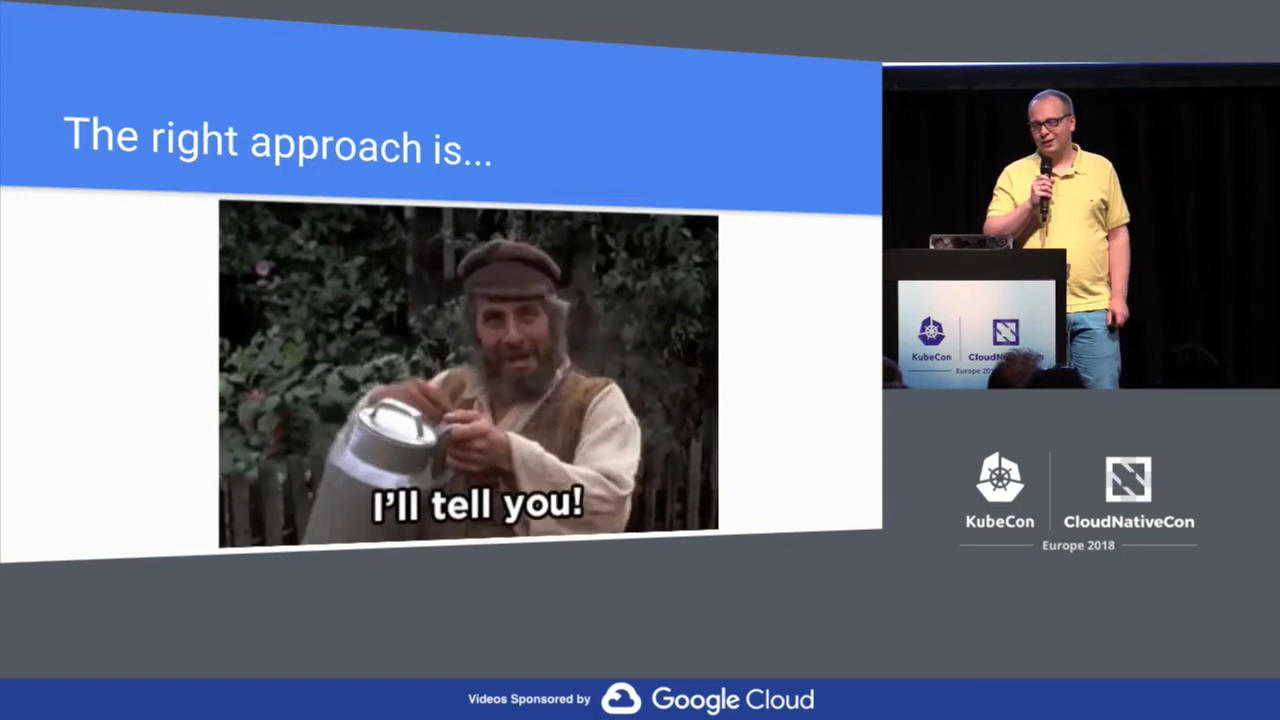 The right approach is...
I'll tell you!
KubeCon
CloudNativeCon
Europe 2018
KubeCon
CloudNativeCon
Europe 2018
Videos Sponsored by
Google Cloud